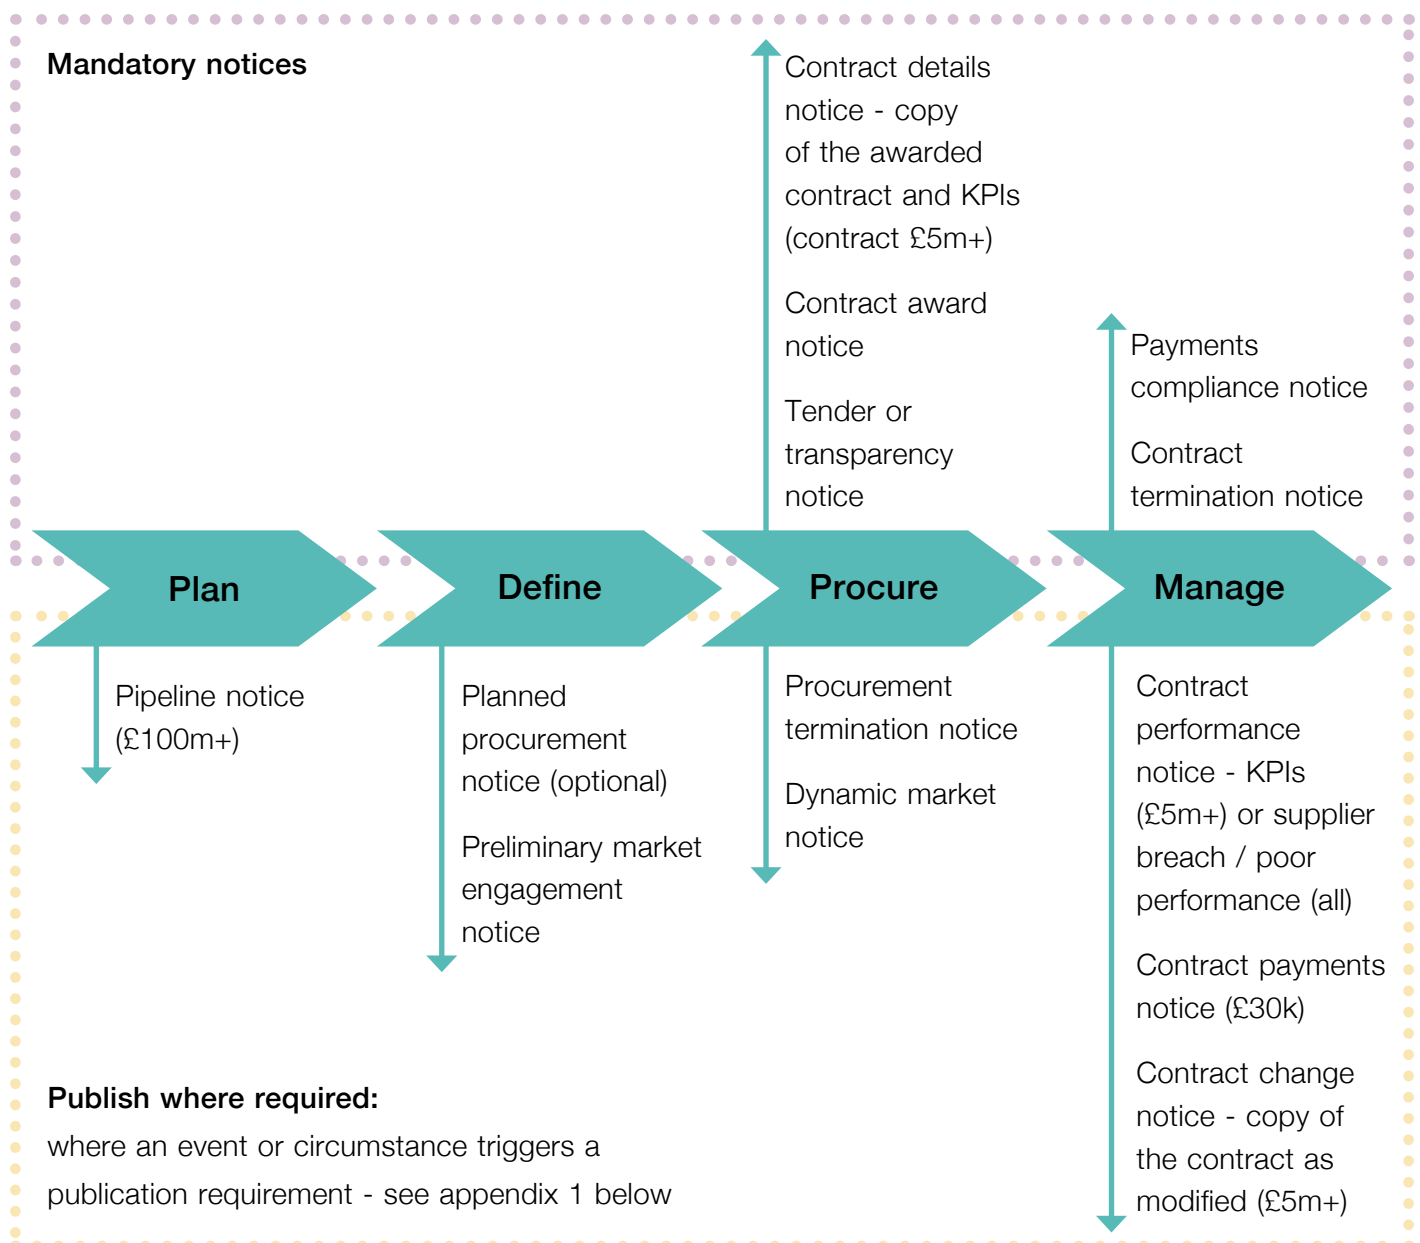 Mandatory notices
Contract details
notice - copy
of the awarded
contract and KPIs
(contract £5m+)
Contract award
notice
Tender or
transparency
notice
Payments
compliance notice
Contract
termination notice
Plan
Define
Procure
Manage
Pipeline notice
(£100m+)
Planned
procurement
notice (optional)
Preliminary market
engagement
notice
Procurement
termination notice
Dynamic market
notice
Contract
performance
notice - KPIs
(£5m+) or supplier
breach / poor
performance (all)
Contract payments
notice (£30k)
Contract change
notice - copy of
the contract as
modified (£5m+)
Publish where required:
where an event or circumstance triggers a
publication requirement - see appendix 1 below